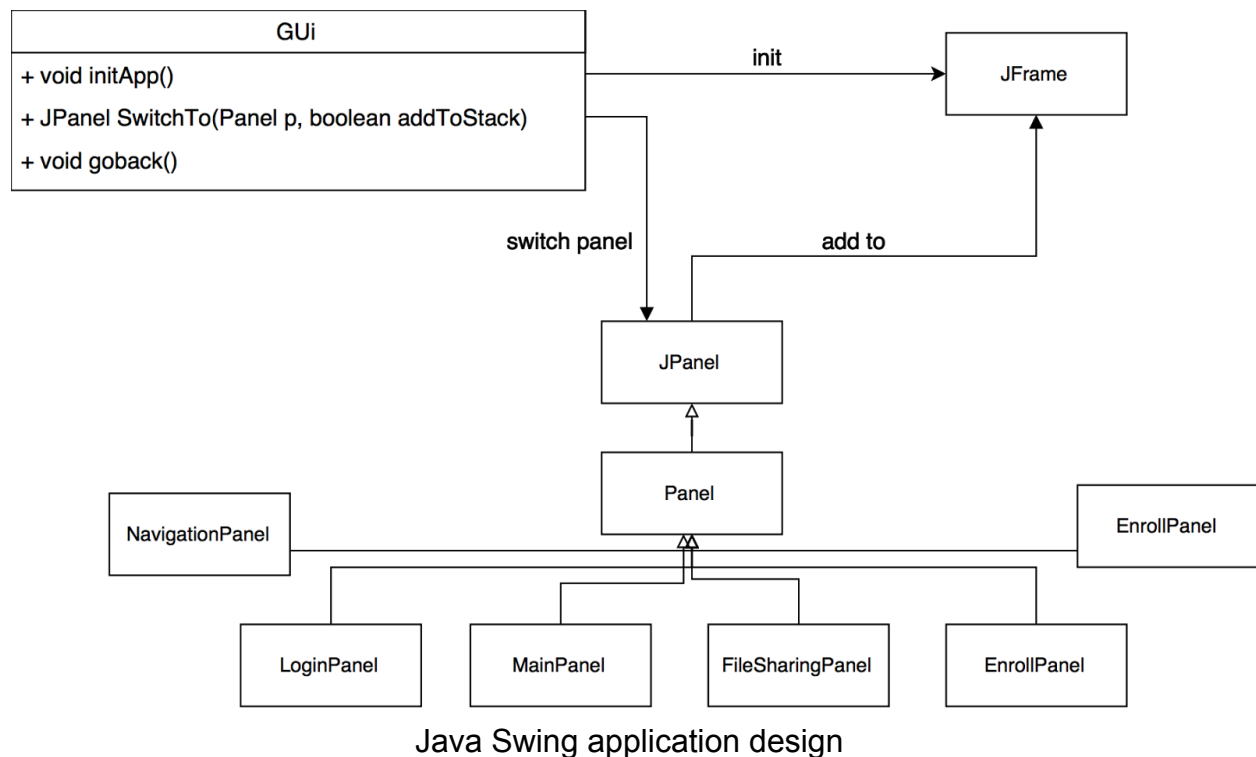 GUi
+ void initApp()
+ JPanel SwitchTo(Panel p, boolean addToStack)
+ void goback()
init
JFrame
switch panel
add to
JPanel
Panel
NavigationPanel
EnrollPanel
LoginPanel
MainPanel
FileSharingPanel
EnrollPanel
Java Swing application design